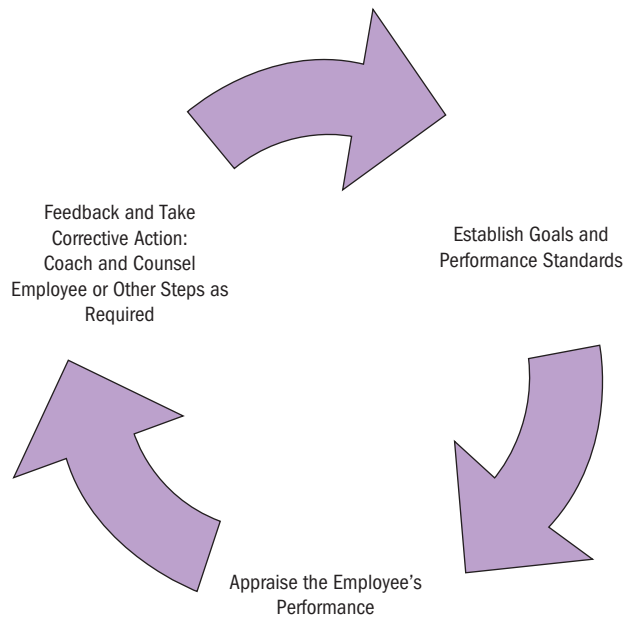 Feedback and Take
Corrective Action:
Coach and Counsel
Employee or Other Steps as
Required
Establish Goals and
Performance Standards
Appraise the Employee's
Performance